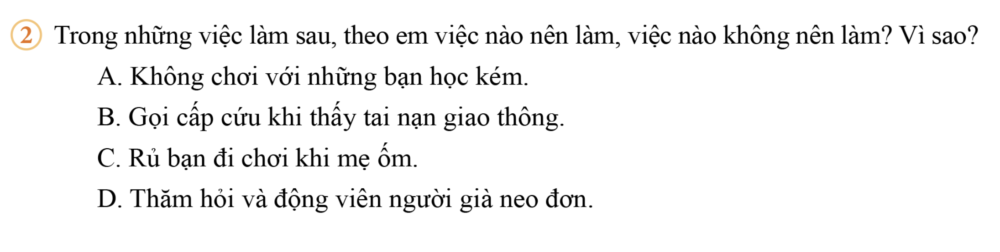 2 Trong những việc làm sau, theo em việc nào nên làm, việc nào không nên làm? Vì sao?
A. Không chơi với những bạn học kém.
B. Gọi cấp cứu khi thấy tai nạn giao thông.
C. Rủ bạn đi chơi khi mẹ ốm.
D. Thăm hỏi và động viên người già neo đơn.